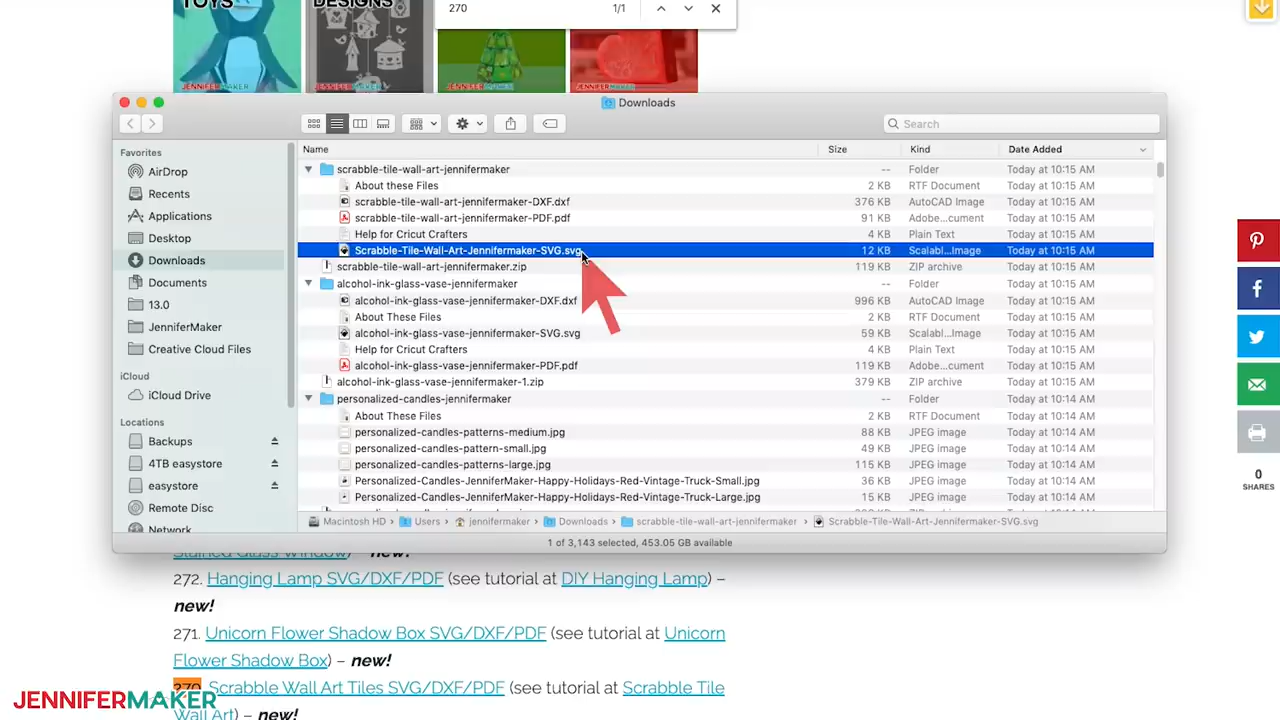 TOYS
DESIGNS
270
1/1
JENNIFERMAKER
JENNIFERMAKER
JENNIFERMAKER
JENNIFERMAKER
Downloads
Search
Favorites
AirDrop
Recents
Applications
Desktop
Downloads
Documents
13.0
JenniferMaker
Creative Cloud Files
iCloud
iCloud Drive
Locations
Backups
4TB easystore
easystore
Remote Disc
Network
Name Size Kind Date Added
scrabble-tile-wall-art-jennifermaker -- Folder Today at 10:15 AM
About these Files 2 KB RTF Document Today at 10:15 AM
scrabble-tile-wall-art-jennifermaker-DXF.dxf 376 KB AutoCAD Image Today at 10:15 AM
scrabble-tile-wall-art-jennifermaker-PDF.pdf 91 KB Adobe...cument Today at 10:15 AM
Help for Cricut Crafters 4 KB Plain Text Today at 10:15 AM
Scrabble-Tile-Wall-Art-Jennifermaker-SVG.svg 12 KB Scalabl...Image Today at 10:15 AM
scrabble-tile-wall-art-jennifermaker.zip 119 KB ZIP archive Today at 10:15 AM
alcohol-ink-glass-vase-jennifermaker -- Folder Today at 10:15 AM
alcohol-ink-glass-vase-jennifermaker-DXF.dxf 996 KB AutoCAD Image Today at 10:15 AM
About These Files 2 KB RTF Document Today at 10:15 AM
alcohol-ink-glass-vase-jennifermaker-SVG.svg 59 KB Scalabl...Image Today at 10:15 AM
Help for Cricut Crafters 4 KB Plain Text Today at 10:15 AM
alcohol-ink-glass-vase-jennifermaker-PDF.pdf 119 KB Adobe...cument Today at 10:15 AM
alcohol-ink-glass-vase-jennifermaker-1.zip 379 KB ZIP archive Today at 10:15 AM
personalized-candles-jennifermaker -- Folder Today at 10:14 AM
About These Files 2 KB RTF Document Today at 10:14 AM
personalized-candles-patterns-medium.jpg 88 KB JPEG image Today at 10:14 AM
personalized-candles-pattern-small.jpg 49 KB JPEG image Today at 10:14 AM
personalized-candles-patterns-large.jpg 115 KB JPEG image Today at 10:14 AM
Personalized-Candles-JenniferMaker-Happy-Holidays-Red-Vintage-Truck-Small.jpg 36 KB JPEG image Today at 10:14 AM
Personalized-Candles-JenniferMaker-Happy-Holidays-Red-Vintage-Truck-Large.jpg 15 KB JPEG image Today at 10:14 AM
Macintosh HD › Users › jennifermaker › Downloads › scrabble-tile-wall-art-jennifermaker › Scrabble-Tile-Wall-Art-Jennifermaker-SVG.svg
1 of 3,143 selected, 453.05 GB available
0
SHARES
Stained Glass Window) – new!
272. Hanging Lamp SVG/DXF/PDF (see tutorial at DIY Hanging Lamp) –
new!
271. Unicorn Flower Shadow Box SVG/DXF/PDF (see tutorial at Unicorn
Flower Shadow Box) – new!
270. Scrabble Wall Art Tiles SVG/DXF/PDF (see tutorial at Scrabble Tile
Wall Art) – new!
JENNIFERMAKER